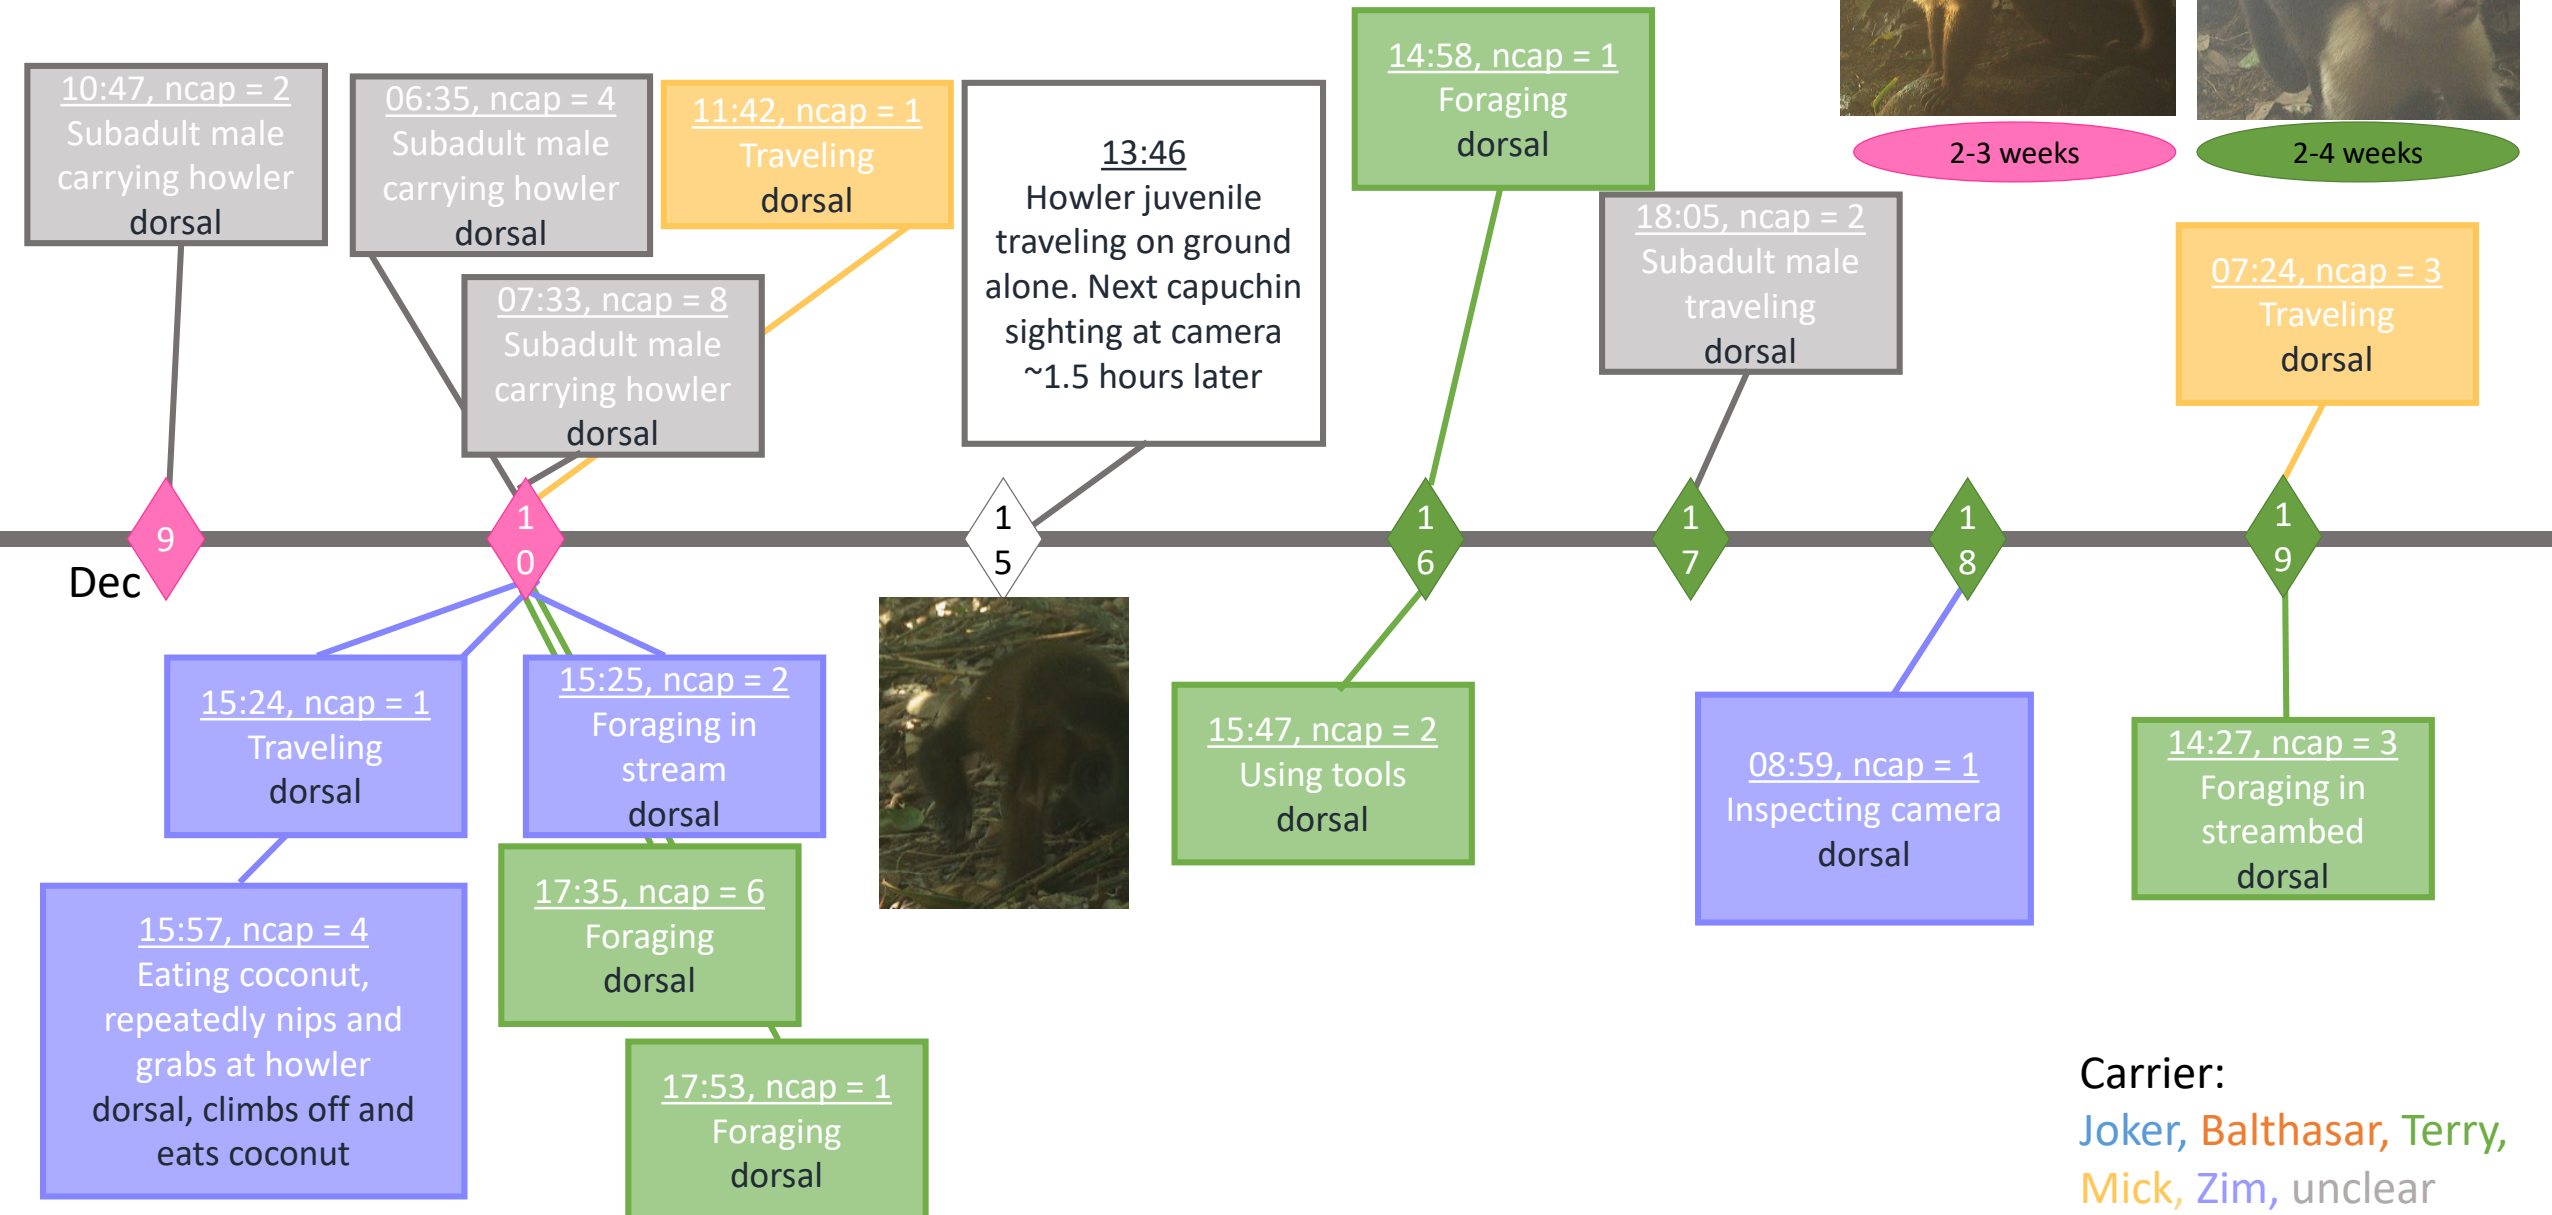 10:47, ncap = 2
Subadult male
carrying howler
dorsal
06:35, ncap = 4
Subadult male
carrying howler
dorsal
11:42, ncap = 1
Traveling
dorsal
07:33, ncap = 8
Subadult male
carrying howler
dorsal
13:46
Howler juvenile
traveling on ground
alone. Next capuchin
sighting at camera
~1.5 hours later
14:58, ncap = 1
Foraging
dorsal
18:05, ncap = 2
Subadult male
traveling
dorsal
2-3 weeks
2-4 weeks
07:24, ncap = 3
Traveling
dorsal
Dec
9
1
0
1
5
1
6
1
7
1
8
1
9
15:24, ncap = 1
Traveling
dorsal
15:25, ncap = 2
Foraging in
stream
dorsal
15:57, ncap = 4
Eating coconut,
repeatedly nips and
grabs at howler
dorsal, climbs off and
eats coconut
17:35, ncap = 6
Foraging
dorsal
17:53, ncap = 1
Foraging
dorsal
15:47, ncap = 2
Using tools
dorsal
08:59, ncap = 1
Inspecting camera
dorsal
14:27, ncap = 3
Foraging in
streambed
dorsal
Carrier:
Joker, Balthasar, Terry,
Mick, Zim, unclear